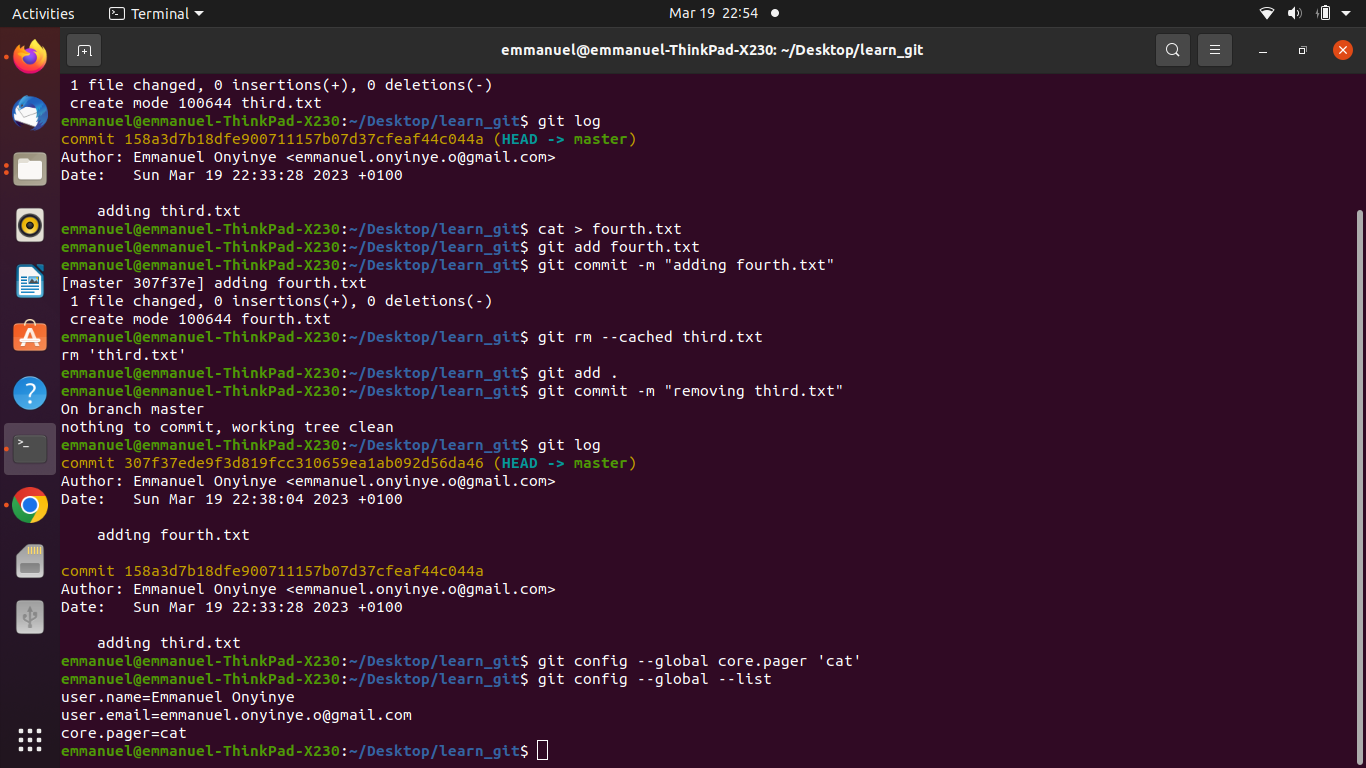 Activities
Terminal
Mar 19 22:54
emmanuel@emmanuel-ThinkPad-X230: ~/Desktop/learn_git
 1 file changed, 0 insertions(+), 0 deletions(-)
 create mode 100644 third.txt
emmanuel@emmanuel-ThinkPad-X230:~/Desktop/learn_git$ git log
commit 158a3d7b18dfe900711157b07d37cfeaf44c044a (HEAD -> master)
Author: Emmanuel Onyinye <emmanuel.onyinye.o@gmail.com>
Date:   Sun Mar 19 22:33:28 2023 +0100
    adding third.txt
emmanuel@emmanuel-ThinkPad-X230:~/Desktop/learn_git$ cat > fourth.txt
emmanuel@emmanuel-ThinkPad-X230:~/Desktop/learn_git$ git add fourth.txt
emmanuel@emmanuel-ThinkPad-X230:~/Desktop/learn_git$ git commit -m "adding fourth.txt"
[master 307f37e] adding fourth.txt
 1 file changed, 0 insertions(+), 0 deletions(-)
 create mode 100644 fourth.txt
emmanuel@emmanuel-ThinkPad-X230:~/Desktop/learn_git$ git rm --cached third.txt
rm 'third.txt'
emmanuel@emmanuel-ThinkPad-X230:~/Desktop/learn_git$ git add .
emmanuel@emmanuel-ThinkPad-X230:~/Desktop/learn_git$ git commit -m "removing third.txt"
On branch master
nothing to commit, working tree clean
emmanuel@emmanuel-ThinkPad-X230:~/Desktop/learn_git$ git log
commit 307f37ede9f3d819fcc310659ea1ab092d56da46 (HEAD -> master)
Author: Emmanuel Onyinye <emmanuel.onyinye.o@gmail.com>
Date:   Sun Mar 19 22:38:04 2023 +0100
    adding fourth.txt
commit 158a3d7b18dfe900711157b07d37cfeaf44c044a
Author: Emmanuel Onyinye <emmanuel.onyinye.o@gmail.com>
Date:   Sun Mar 19 22:33:28 2023 +0100
    adding third.txt
emmanuel@emmanuel-ThinkPad-X230:~/Desktop/learn_git$ git config --global core.pager 'cat'
emmanuel@emmanuel-ThinkPad-X230:~/Desktop/learn_git$ git config --global --list
user.name=Emmanuel Onyinye
user.email=emmanuel.onyinye.o@gmail.com
core.pager=cat
emmanuel@emmanuel-ThinkPad-X230:~/Desktop/learn_git$